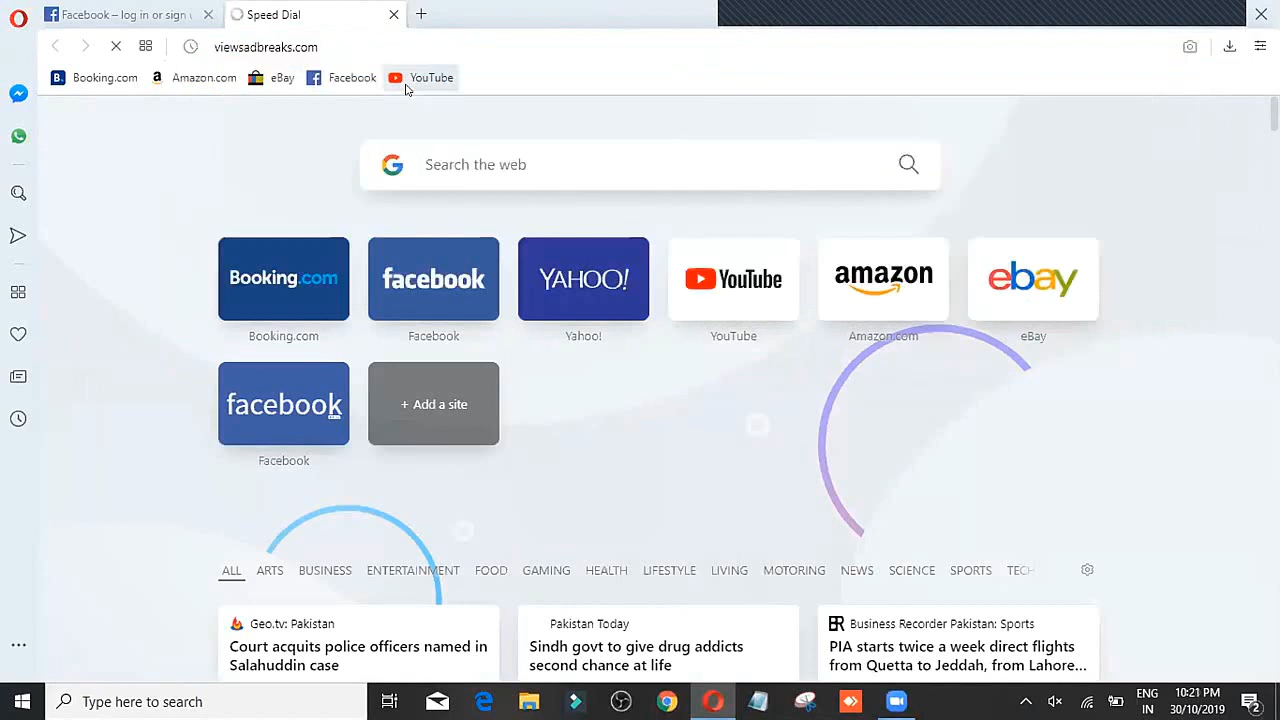 Facebook – log in or sign u
Speed Dial
viewsadbreaks.com
B. Booking.com
a Amazon.com
eBay
Facebook
YouTube
Search the web
Booking.com
facebook
YAHOO!
YouTube
amazon
ebay
Booking.com
Facebook
Yahoo!
YouTube
Amazon.com
eBay
facebook
+ Add a site
Facebook
ALL ARTS BUSINESS ENTERTAINMENT FOOD GAMING HEALTH LIFESTYLE LIVING MOTORING NEWS SCIENCE SPORTS TECH
Geo.tv: Pakistan
Court acquits police officers named in
Salahuddin case
Pakistan Today
Sindh govt to give drug addicts
second chance at life
Business Recorder Pakistan: Sports
PIA starts twice a week direct flights
from Quetta to Jeddah, from Lahore...
Type here to search
ENG
IN
10:21 PM
30/10/2019
2